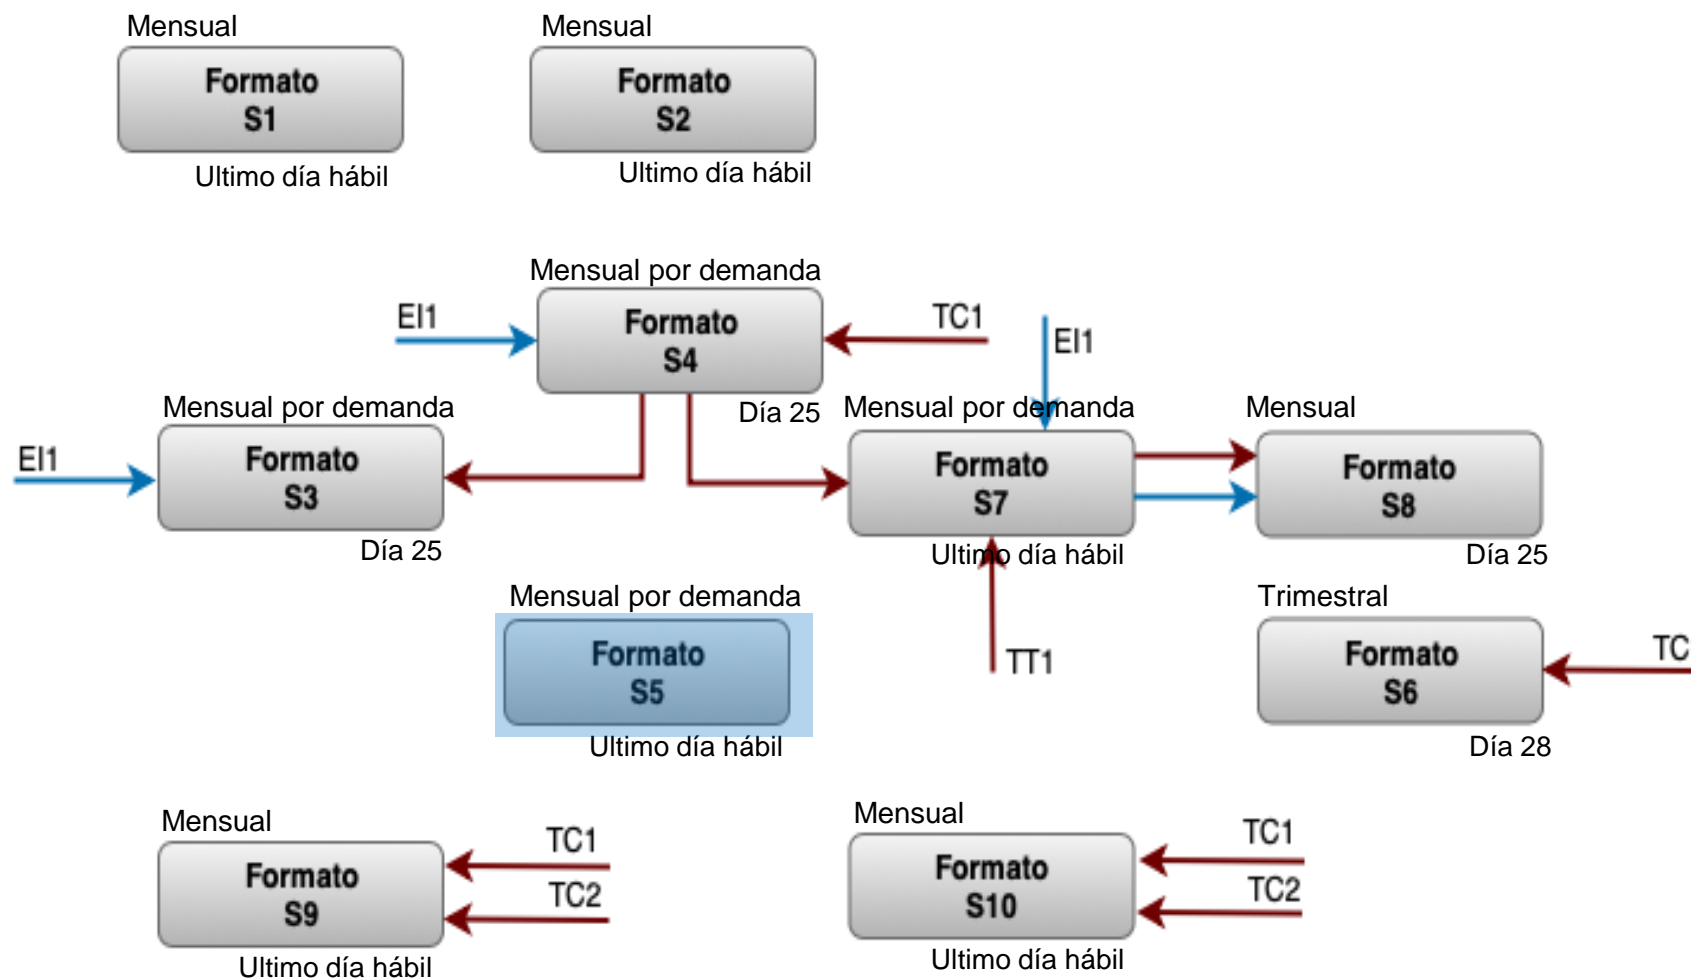 Mensual
Mensual
Formato
S1
Formato
S2
Ultimo día hábil
Ultimo día hábil
Mensual por demanda
EI1
Formato
S4
TC1
EI1
Día 25
Mensual por demanda
Mensual por demanda
Mensual
EI1
Formato
S3
Formato
S7
Formato
S8
Día 25
Ultimo día hábil
Día 25
Mensual por demanda
Trimestral
Formato
S5
TT1
Formato
S6
TC
Ultimo día hábil
Día 28
Mensual
Mensual
Formato
S9
TC1
TC2
Formato
S10
TC1
TC2
Ultimo día hábil
Ultimo día hábil